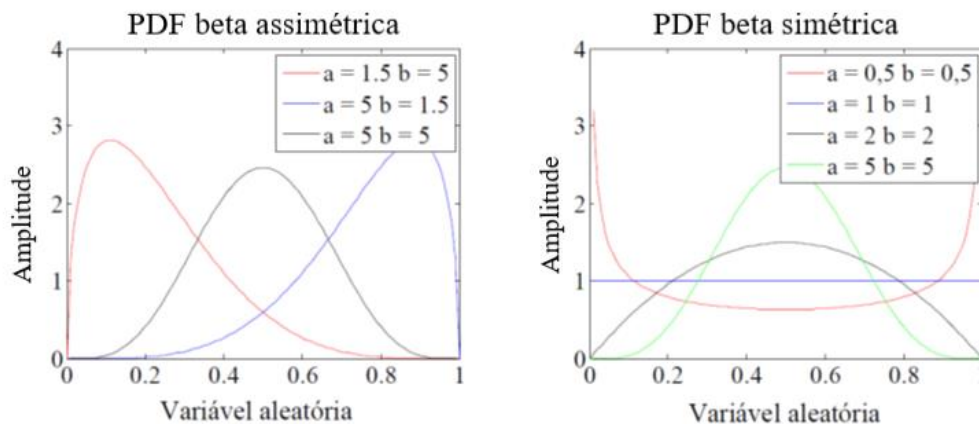 PDF beta assimétrica
4
3
2
1
0
Amplitude
a = 1.5 b = 5
a = 5 b = 1.5
a = 5 b = 5
0 0.2 0.4 0.6 0.8 1
Variável aleatória
PDF beta simétrica
4
3
2
1
0
Amplitude
a = 0,5 b = 0,5
a = 1 b = 1
a = 2 b = 2
a = 5 b = 5
0 0.2 0.4 0.6 0.8 1
Variável aleatória